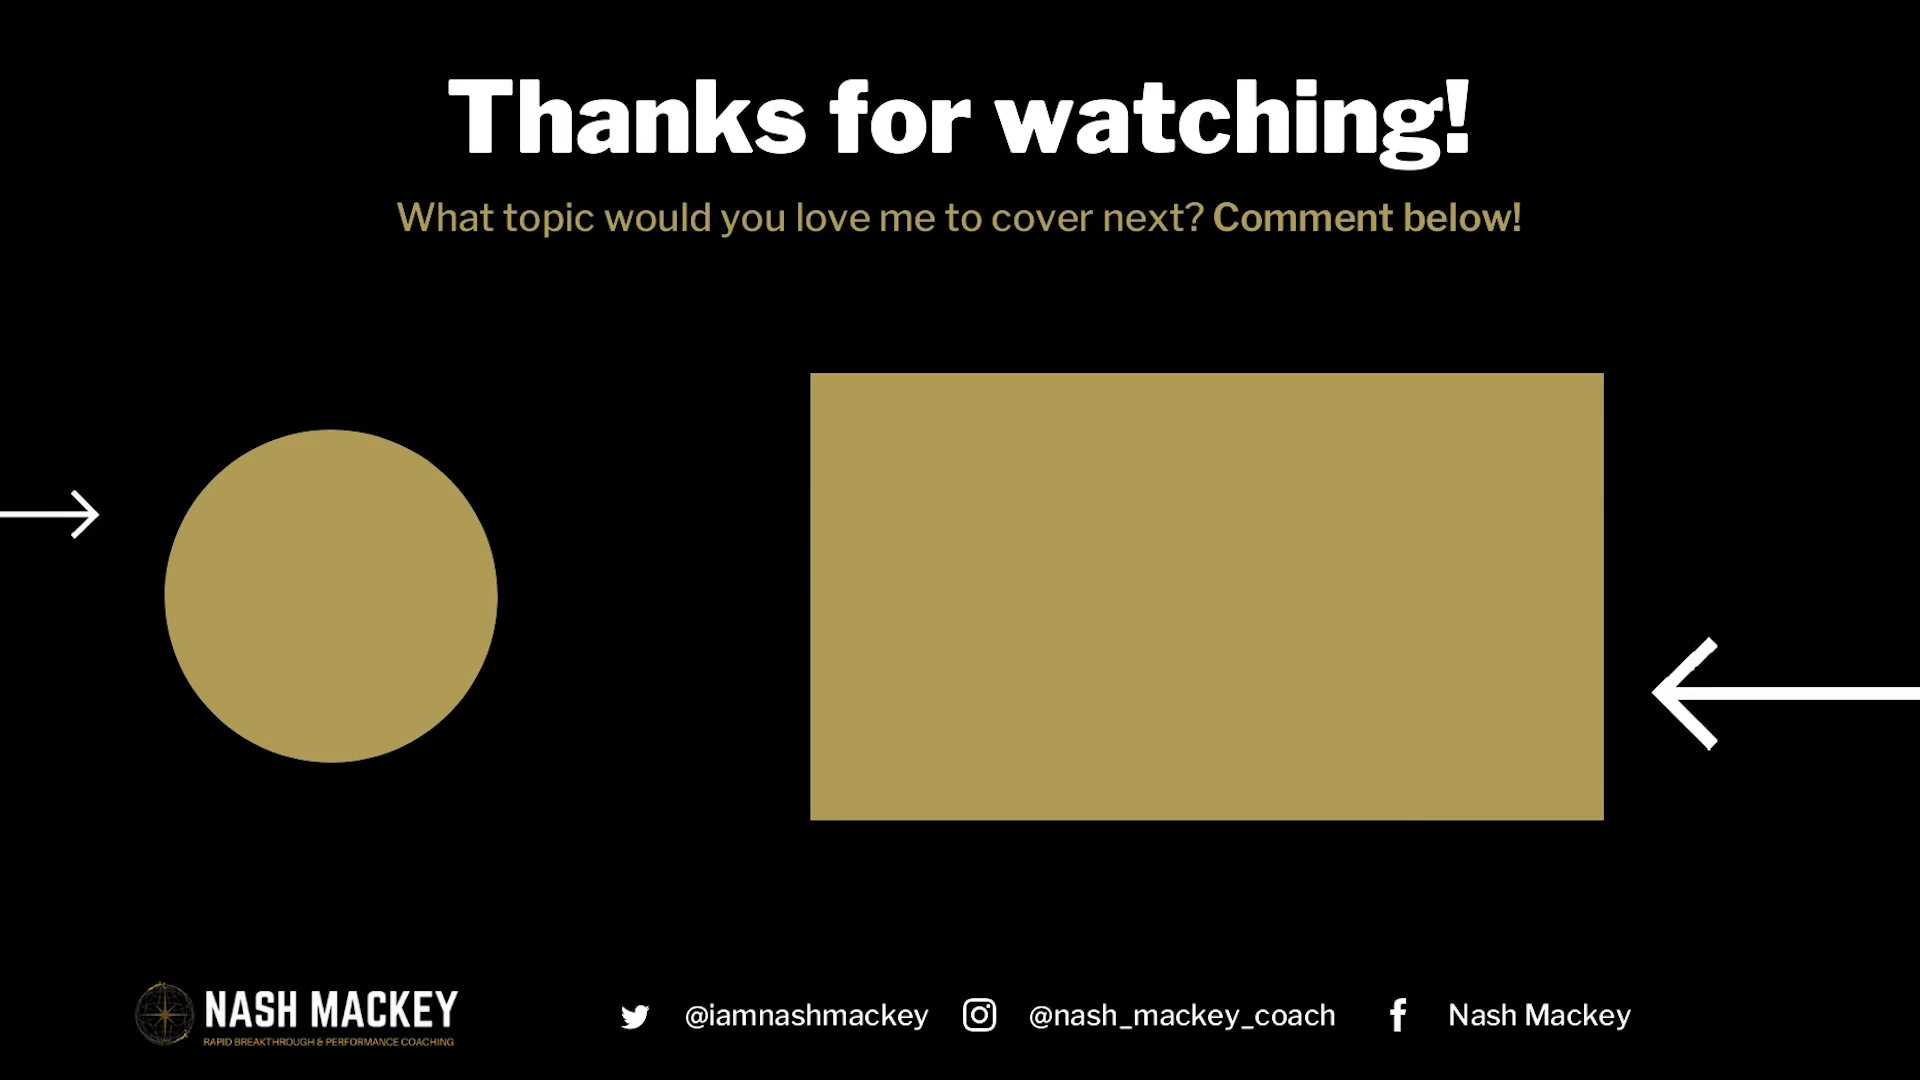 Thanks for watching!
What topic would you love me to cover next? Comment below!
NASH MACKEY
RAPID BREAKTHROUGH & PERFORMANCE COACHING
@iamnashmackey
@nash_mackey_coach
Nash Mackey